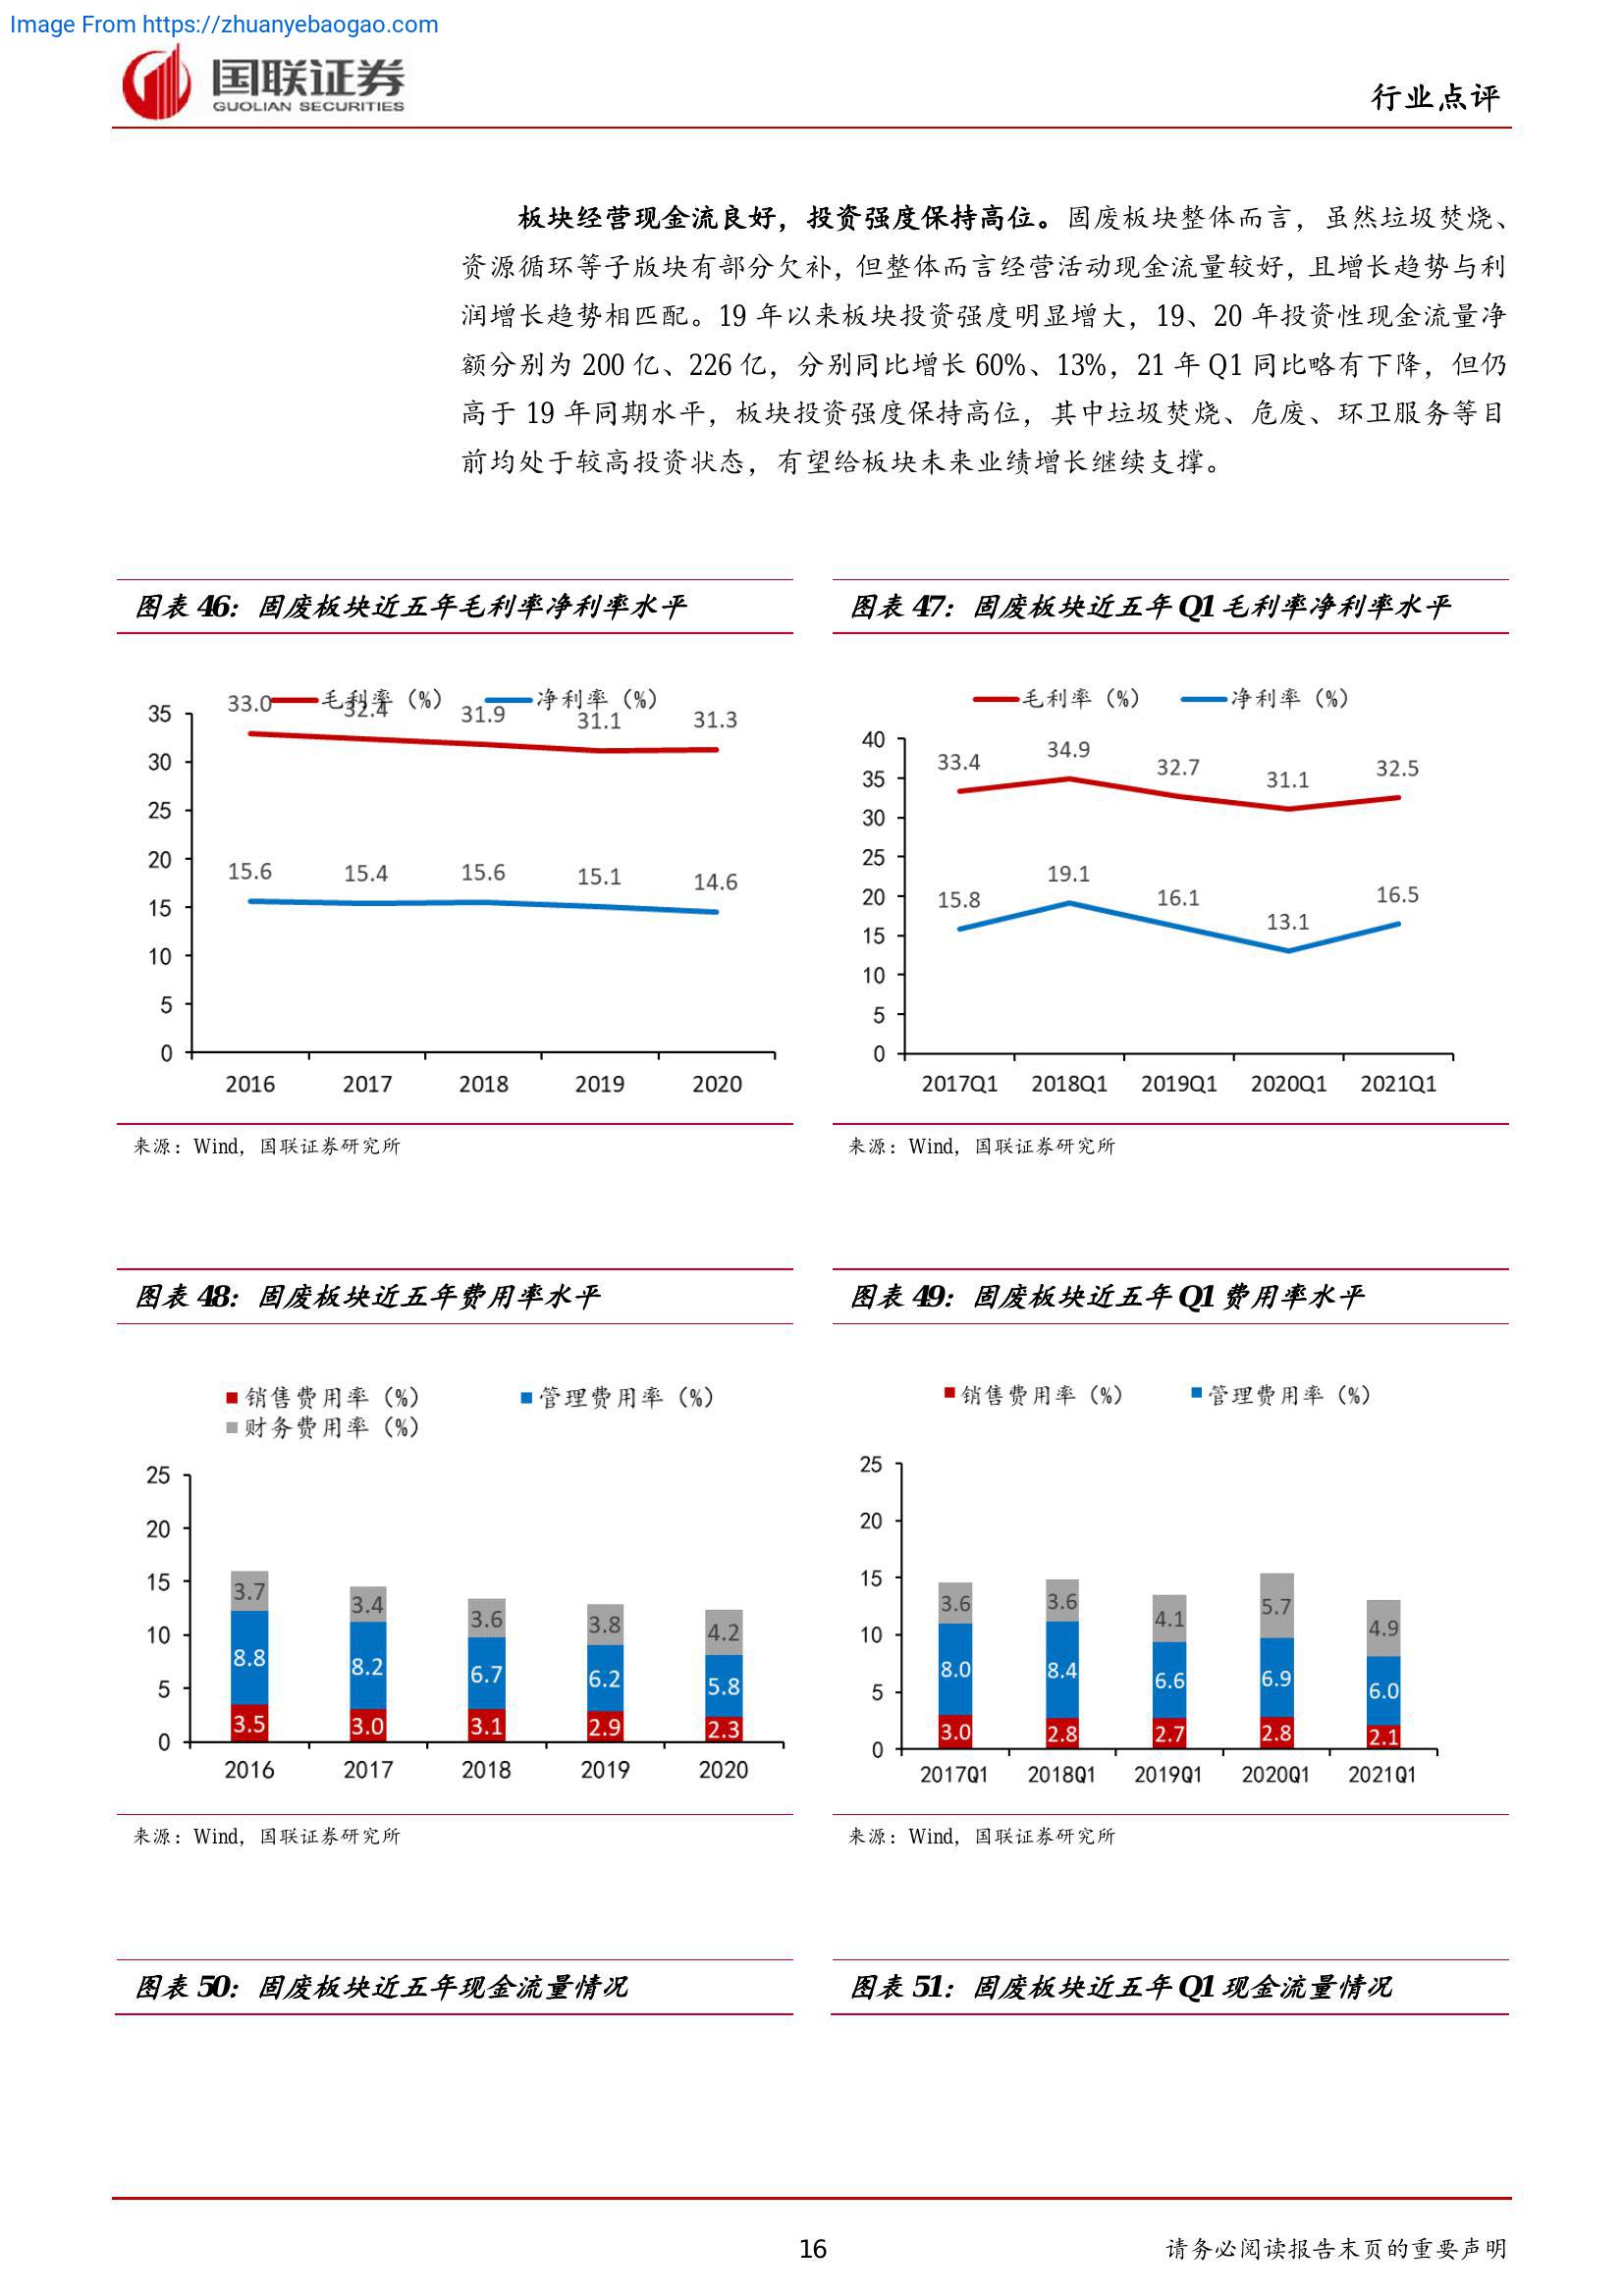 Image From https://zhuanyebaogao.com
国联证券
GUOLIAN SECURITIES
行业点评
板块经营现金流良好，投资强度保持高位。固废板块整体而言，虽然垃圾焚烧、
资源循环等子版块有部分欠补，但整体而言经营活动现金流量较好，且增长趋势与利
润增长趋势相匹配。19 年以来板块投资强度明显增大，19、20 年投资性现金流量净
额分别为 200 亿、226 亿，分别同比增长 60%、13%，21 年 Q1 同比略有下降，但仍
高于 19 年同期水平，板块投资强度保持高位，其中垃圾焚烧、危废、环卫服务等目
前均处于较高投资状态，有望给板块未来业绩增长继续支撑。
图表 46：固废板块近五年毛利率净利率水平
毛利率（%） 净利率（%）
33.0 32.4 31.9 31.1 31.3
15.6 15.4 15.6 15.1 14.6
35
30
25
20
15
10
5
0
2016 2017 2018 2019 2020
来源：Wind，国联证券研究所
图表 47：固废板块近五年 Q1 毛利率净利率水平
毛利率（%） 净利率（%）
33.4 34.9 32.7 31.1 32.5
15.8 19.1 16.1 13.1 16.5
40
35
30
25
20
15
10
5
0
2017Q1 2018Q1 2019Q1 2020Q1 2021Q1
来源：Wind，国联证券研究所
图表 48：固废板块近五年费用率水平
销售费用率（%） 管理费用率（%）
财务费用率（%）
25
20
15
10
5
0
3.7 3.4 3.6 3.8 4.2
8.8 8.2 6.7 6.2 5.8
3.5 3.0 3.1 2.9 2.3
2016 2017 2018 2019 2020
来源：Wind，国联证券研究所
图表 49：固废板块近五年 Q1 费用率水平
销售费用率（%） 管理费用率（%）
25
20
15
10
5
0
3.6 3.6 4.1 5.7 4.9
8.0 8.4 6.6 6.9 6.0
3.0 2.8 2.7 2.8 2.1
2017Q1 2018Q1 2019Q1 2020Q1 2021Q1
来源：Wind，国联证券研究所
图表 50：固废板块近五年现金流量情况
图表 51：固废板块近五年 Q1 现金流量情况
16
请务必阅读报告末页的重要声明